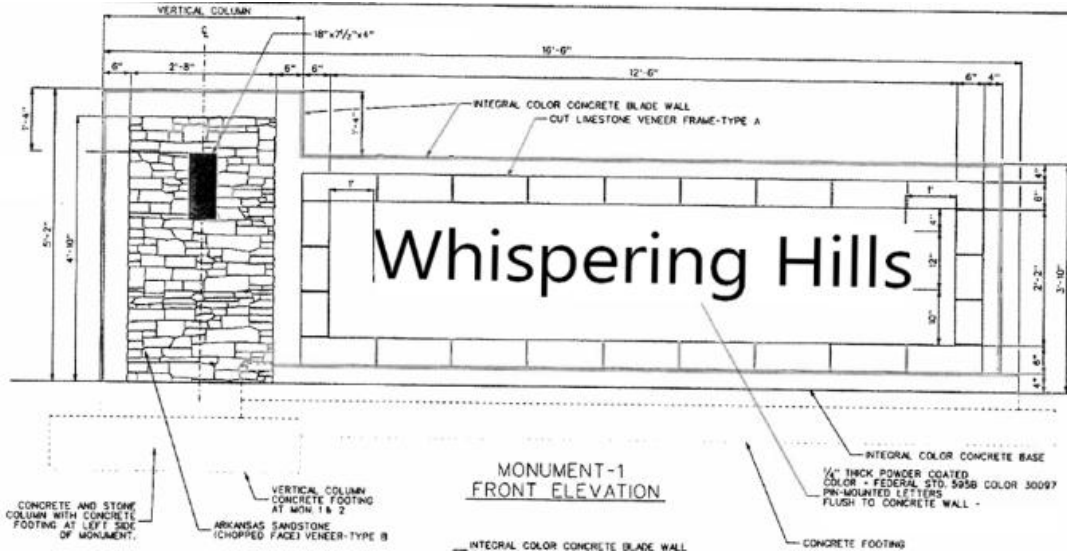 VERTICAL COLUMN
18"x7½"x4"
16'-6"
6"
2'-8"
6"
6"
12'-6"
6"
4"
INTEGRAL COLOR CONCRETE BLADE WALL
CUT LIMESTONE VENEER FRAME-TYPE A
1'-4"
1'-4"
1'
1'
4"
6"
5'-2"
4'-10"
Whispering Hills
4"
12"
10"
2'-2"
3'-10"
6"
4"
INTEGRAL COLOR CONCRETE BASE
MONUMENT-1
FRONT ELEVATION
¼" THICK POWDER COATED
COLOR - FEDERAL STD. 595B COLOR 30097
PIN-MOUNTED LETTERS
FLUSH TO CONCRETE WALL -
CONCRETE AND STONE
COLUMN WITH CONCRETE
FOOTING AT LEFT SIDE
OF MONUMENT.
VERTICAL COLUMN
CONCRETE FOOTING
AT MON. 1 & 2
ARKANSAS SANDSTONE
(CHOPPED FACE) VENEER-TYPE B
CONCRETE FOOTING
INTEGRAL COLOR CONCRETE BLADE WALL